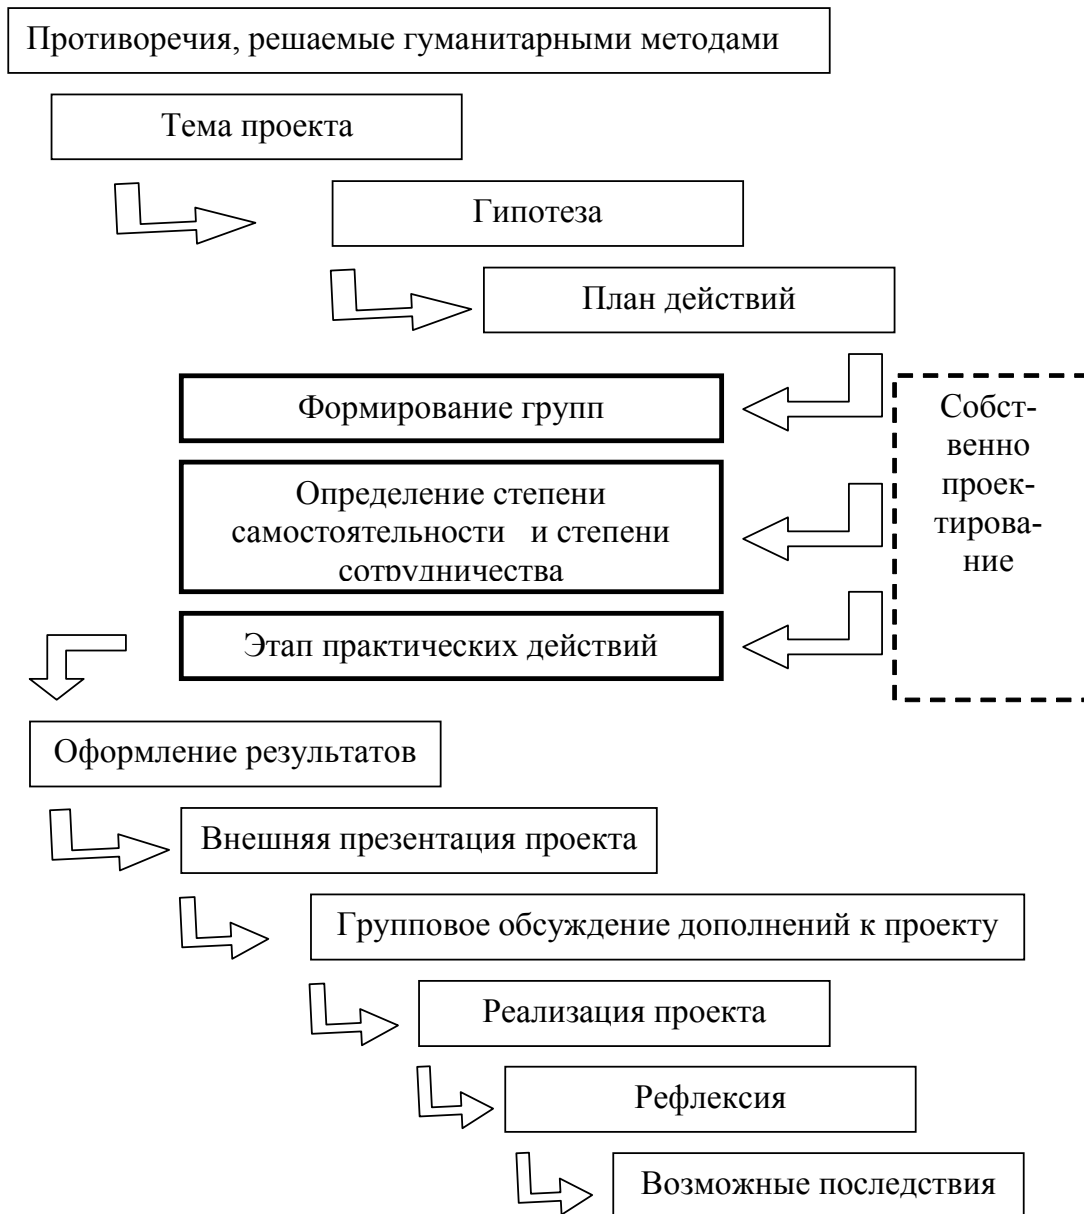 Противоречия, решаемые гуманитарными методами
Тема проекта
Гипотеза
План действий
Формирование групп
Определение степени
самостоятельности и степени
сотрудничества
Этап практических действий
Собст-
венно
проек-
тирова-
ние
Оформление результатов
Внешняя презентация проекта
Групповое обсуждение дополнений к проекту
Реализация проекта
Рефлексия
Возможные последствия